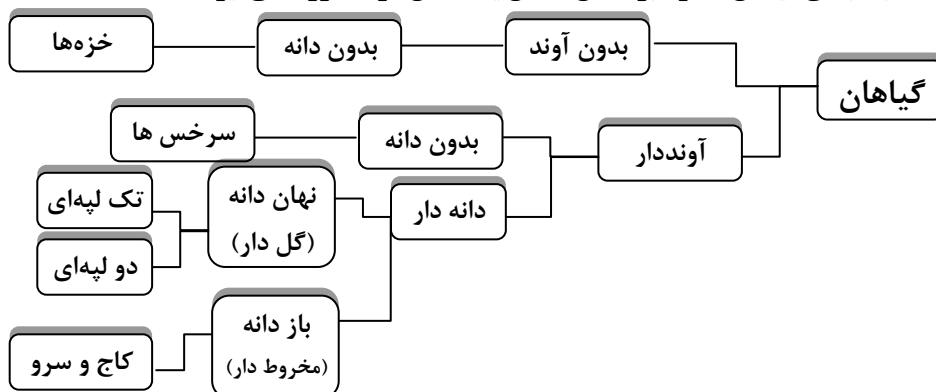 گیاهان
بدون آوند
بدون دانه
خزه‌ها
آونددار
بدون دانه
سرخس ها
دانه دار
نهان دانه
(گل دار)
تک لپه‌ای
دو لپه‌ای
باز دانه
(مخروط دار)
کاج و سرو